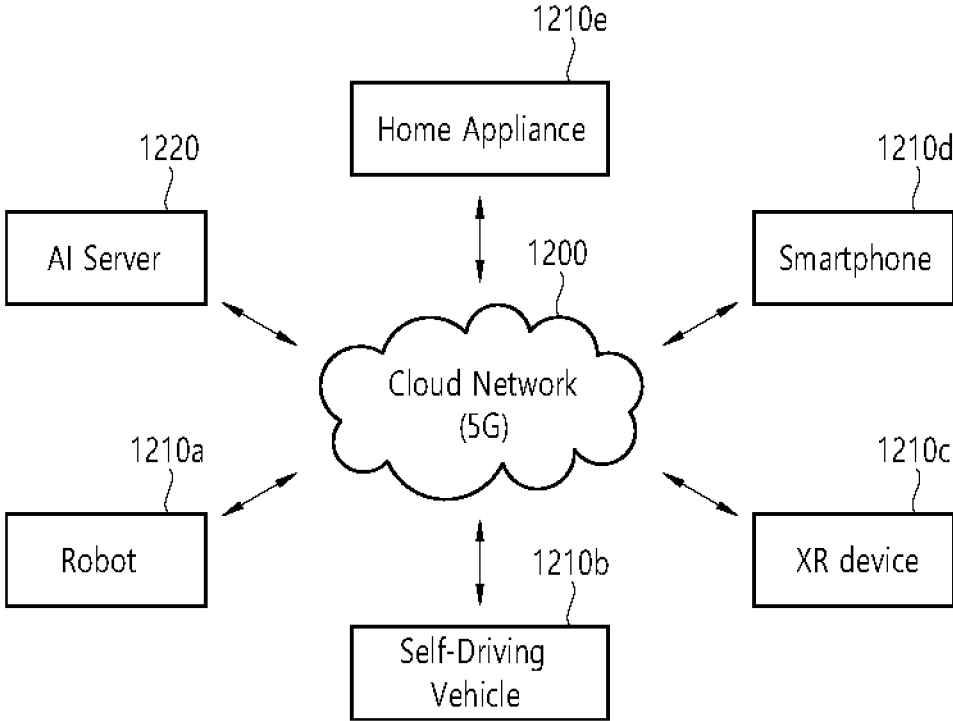 1210e
Home Appliance
1220
1210d
AI Server
Smartphone
1200
Cloud Network
(5G)
1210a
1210c
Robot
XR device
1210b
Self-Driving
Vehicle